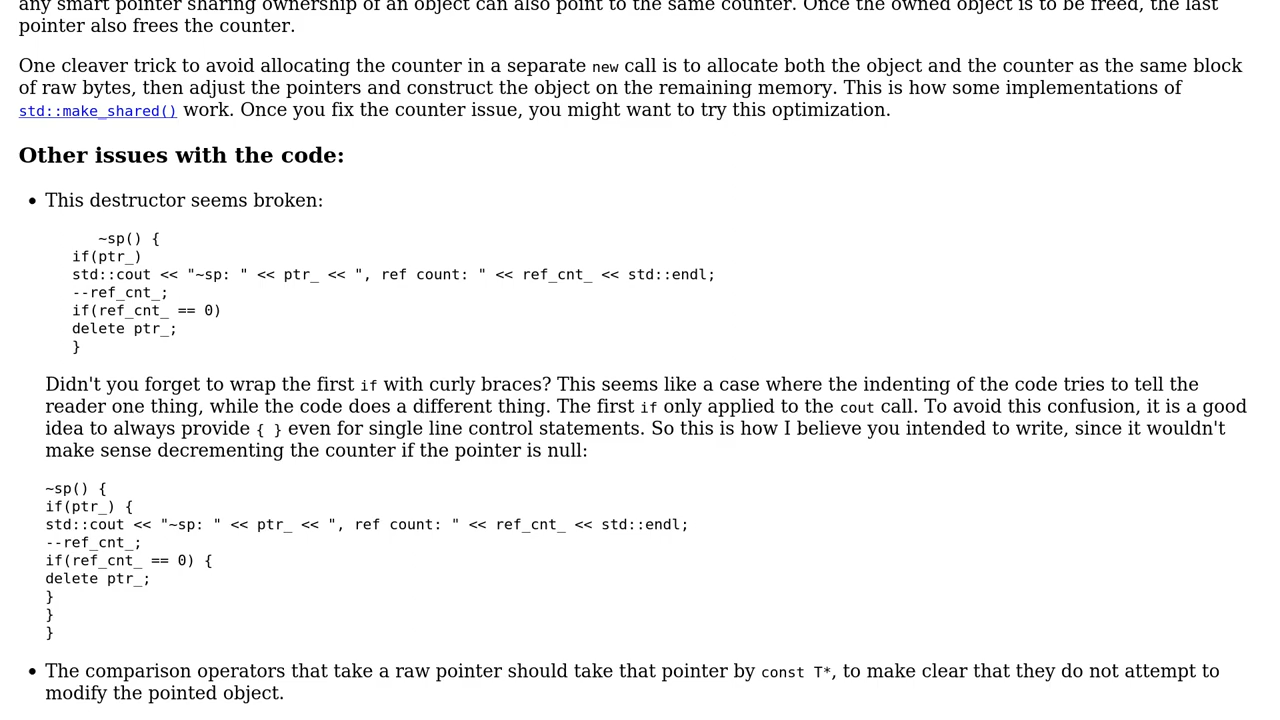 any smart pointer sharing ownership of an object can also point to the same counter. Once the owned object is to be freed, the last
pointer also frees the counter.
One cleaver trick to avoid allocating the counter in a separate new call is to allocate both the object and the counter as the same block
of raw bytes, then adjust the pointers and construct the object on the remaining memory. This is how some implementations of
std::make_shared() work. Once you fix the counter issue, you might want to try this optimization.
Other issues with the code:
• This destructor seems broken:
~sp() {
if(ptr_)
std::cout << "~sp: " << ptr_ << ", ref count: " << ref_cnt_ << std::endl;
--ref_cnt_;
if(ref_cnt_ == 0)
delete ptr_;
}
Didn't you forget to wrap the first if with curly braces? This seems like a case where the indenting of the code tries to tell the
reader one thing, while the code does a different thing. The first if only applied to the cout call. To avoid this confusion, it is a good
idea to always provide { } even for single line control statements. So this is how I believe you intended to write, since it wouldn't
make sense decrementing the counter if the pointer is null:
~sp() {
if(ptr_) {
std::cout << "~sp: " << ptr_ << ", ref count: " << ref_cnt_ << std::endl;
--ref_cnt_;
if(ref_cnt_ == 0) {
delete ptr_;
}
}
}
• The comparison operators that take a raw pointer should take that pointer by const T*, to make clear that they do not attempt to
modify the pointed object.